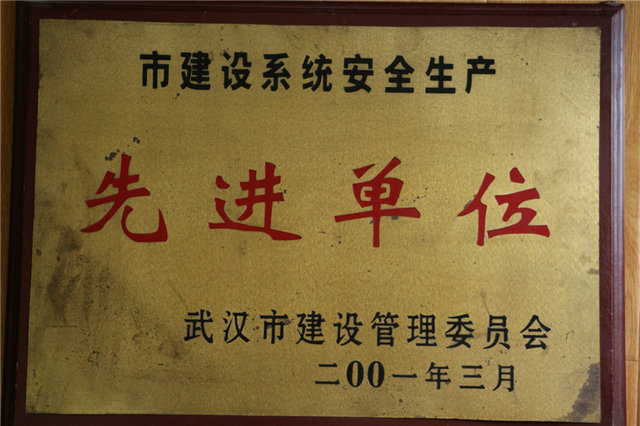 市建设系统安全生产
先进单位
武汉市建设管理委员会
二00一年三月